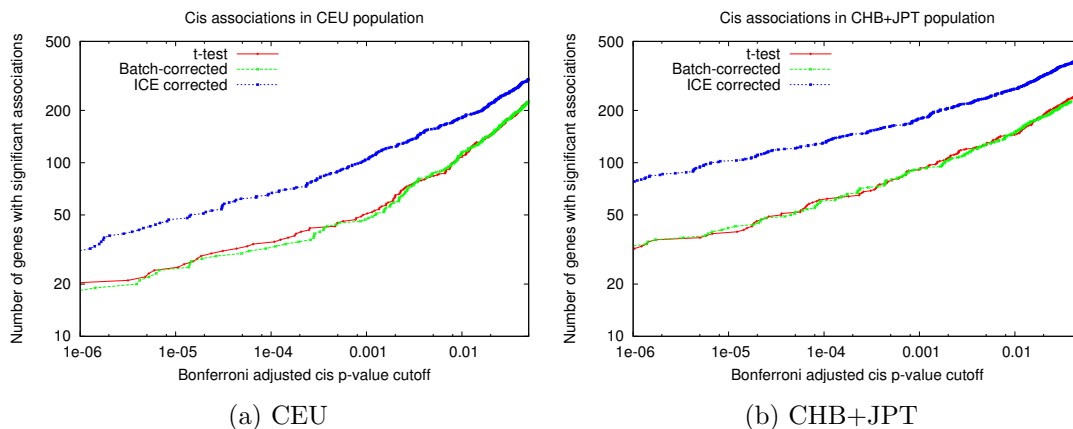 Cis associations in CEU population
Number of genes with significant associations
500
200
100
50
20
10
t-test
Batch-corrected
ICE corrected
1e-06 1e-05 1e-04 0.001 0.01
Bonferroni adjusted cis p-value cutoff
(a) CEU
Cis associations in CHB+JPT population
Number of genes with significant associations
500
200
100
50
20
10
t-test
Batch-corrected
ICE corrected
1e-06 1e-05 1e-04 0.001 0.01
Bonferroni adjusted cis p-value cutoff
(b) CHB+JPT